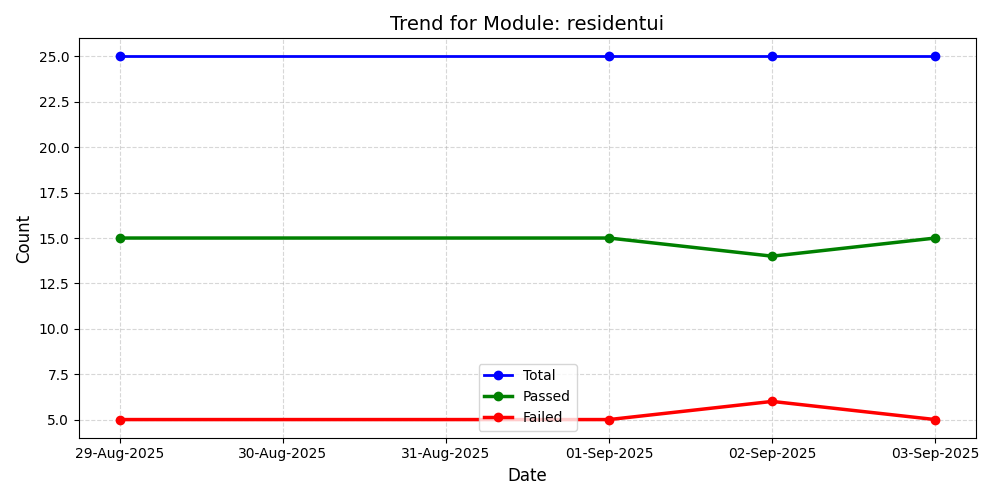 Trend for Module: residentui
Count
25.0
22.5
20.0
17.5
15.0
12.5
10.0
7.5
5.0
Total
Passed
Failed
29-Aug-2025
30-Aug-2025
31-Aug-2025
01-Sep-2025
02-Sep-2025
03-Sep-2025
Date